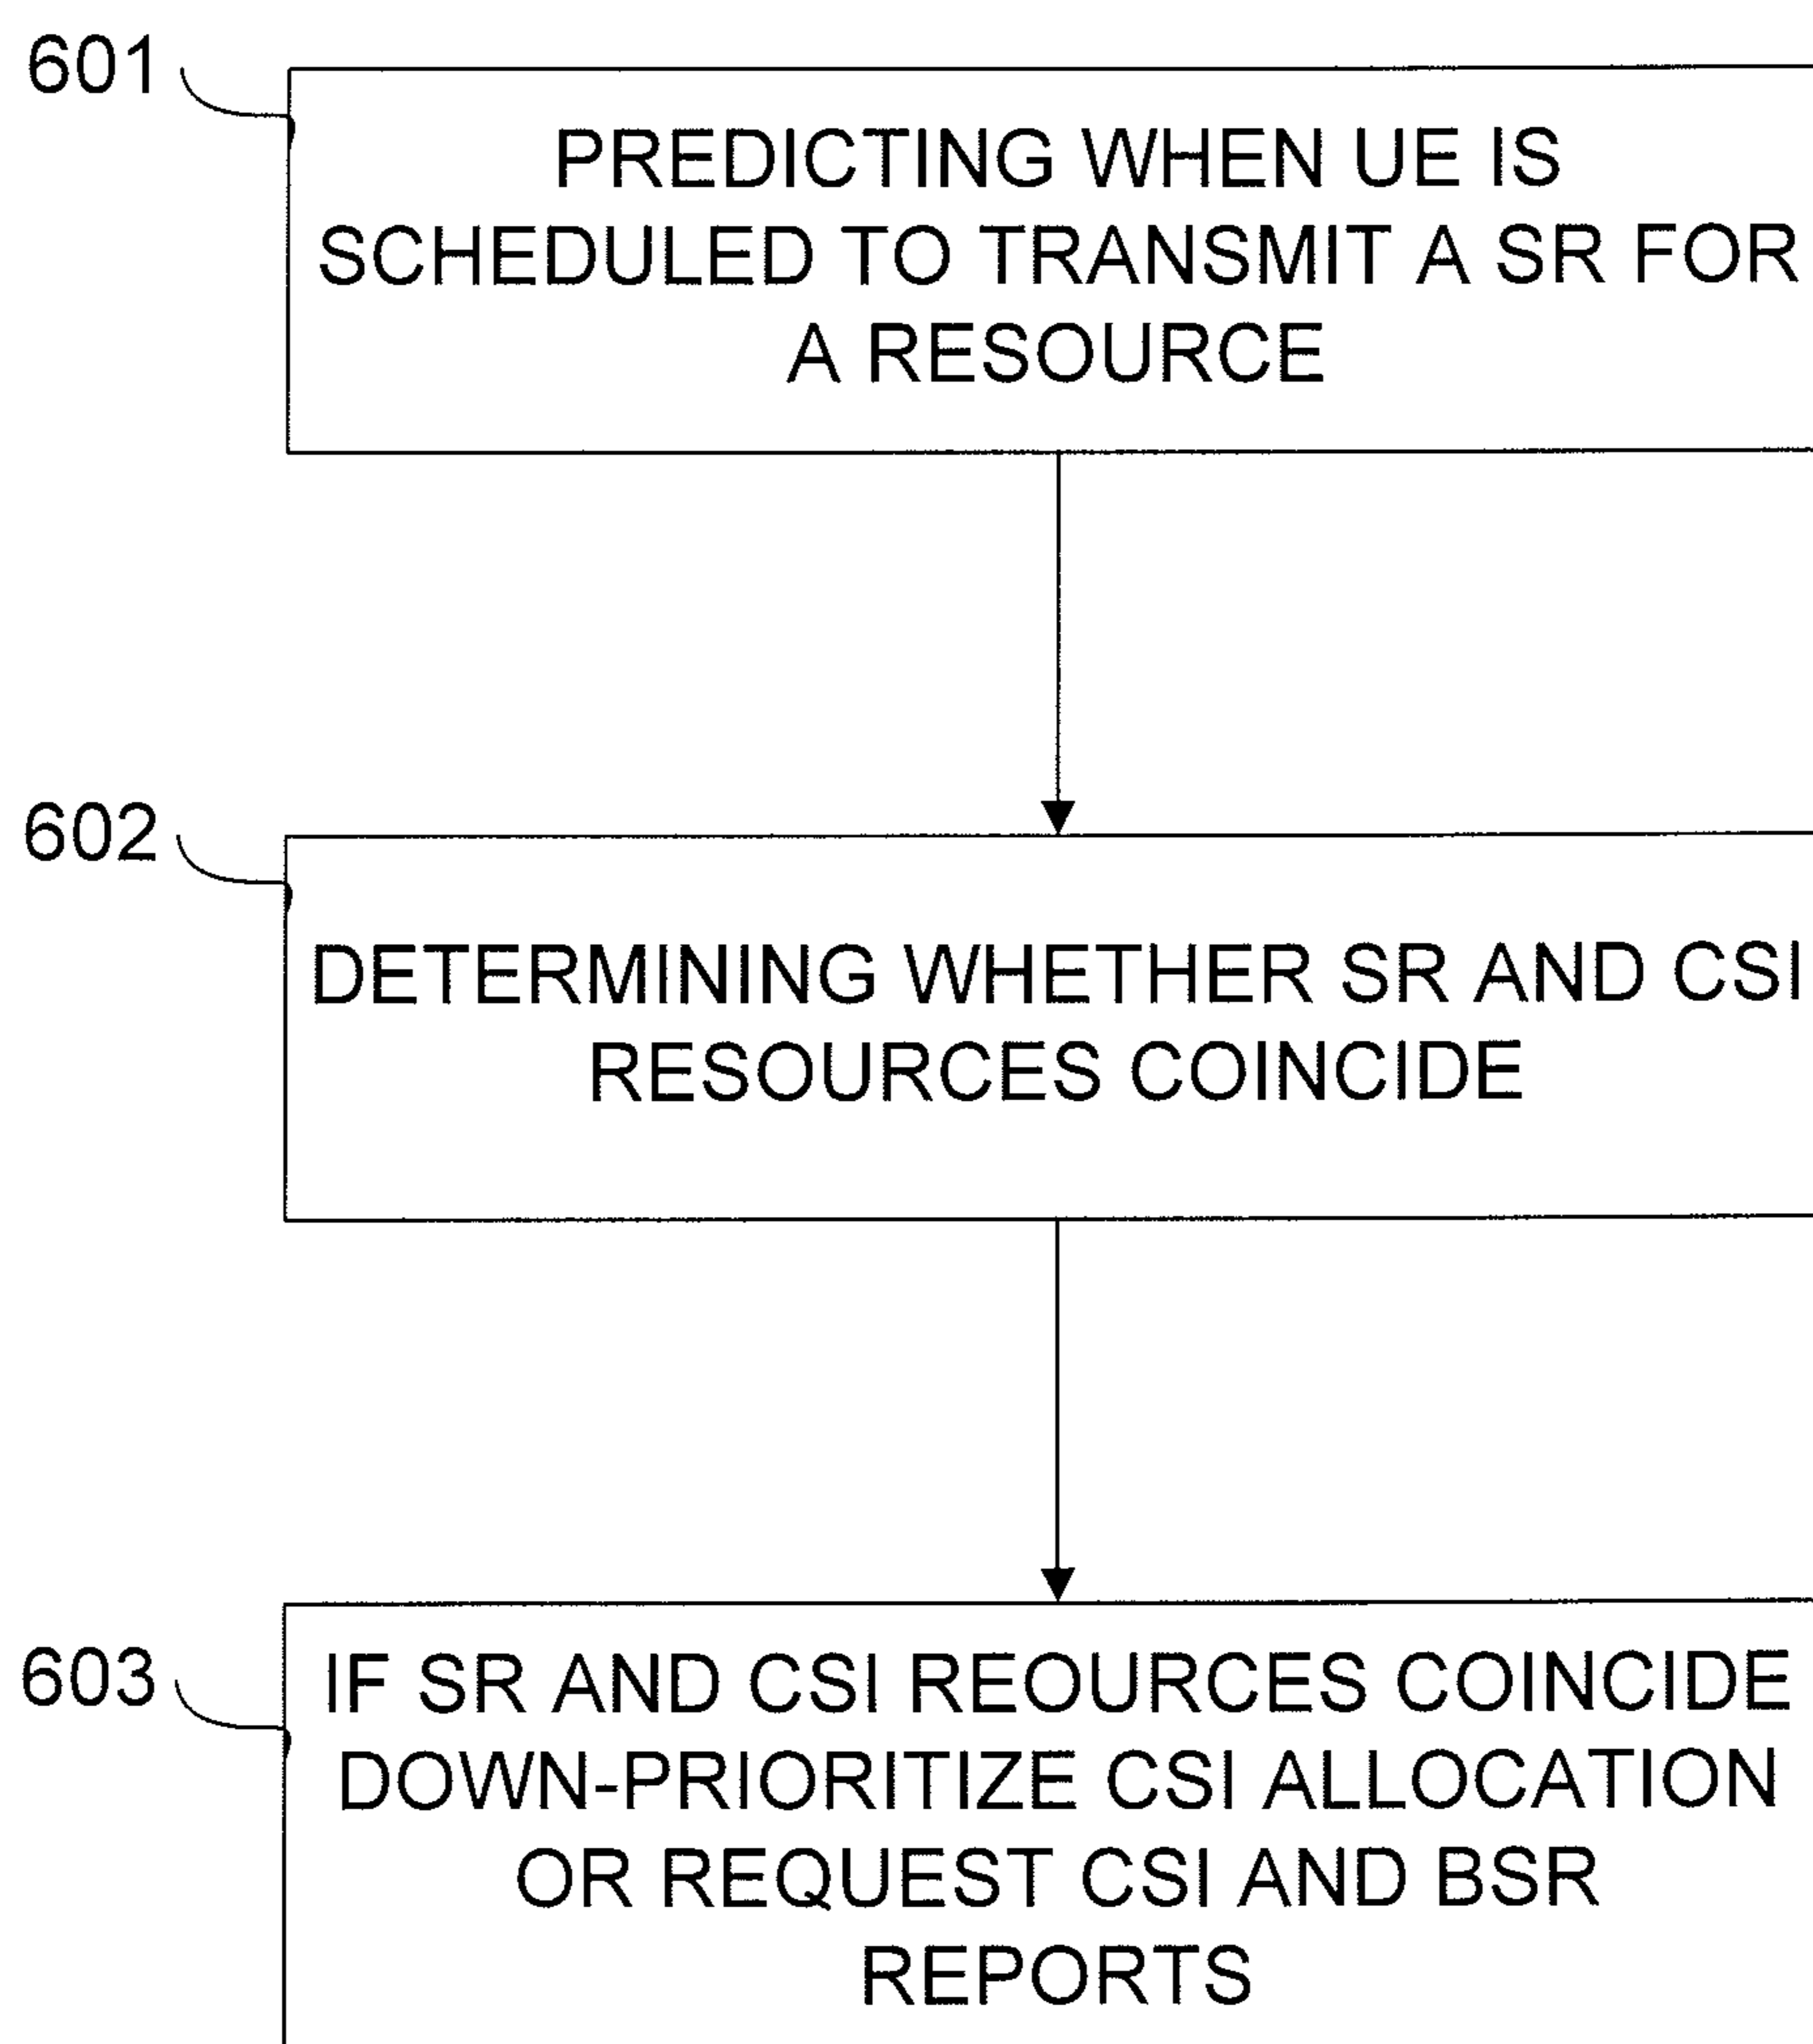 601
PREDICTING WHEN UE IS
SCHEDULED TO TRANSMIT A SR FOR
A RESOURCE
602
DETERMINING WHETHER SR AND CSI
RESOURCES COINCIDE
603
IF SR AND CSI REOURCES COINCIDE
DOWN-PRIORITIZE CSI ALLOCATION
OR REQUEST CSI AND BSR
REPORTS